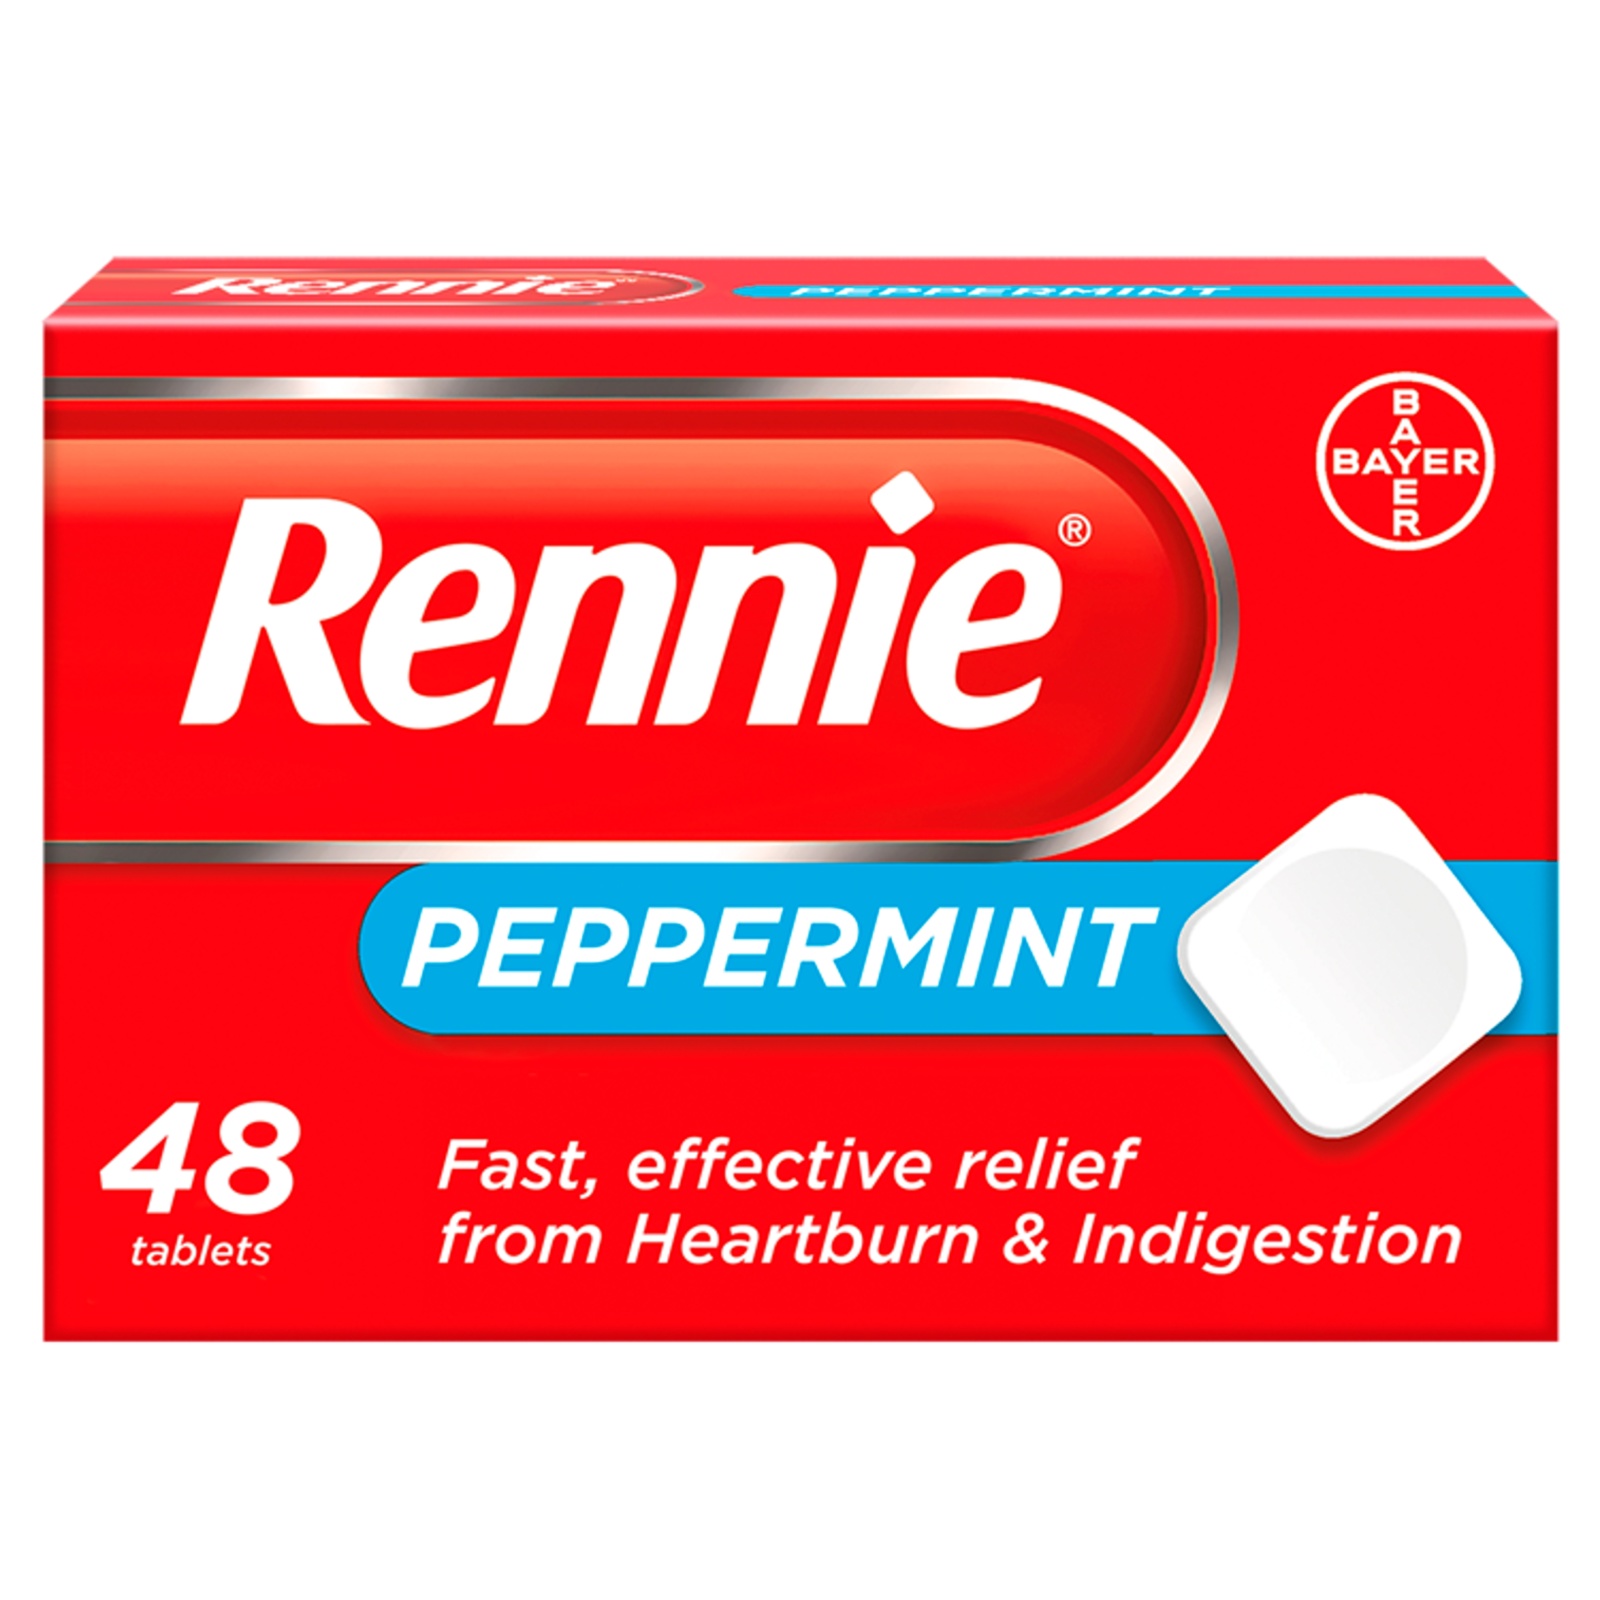 Rennie
PEPPERMINT
BAYER
BAYER
Rennie®
PEPPERMINT
48
tablets
Fast, effective relief
from Heartburn & Indigestion